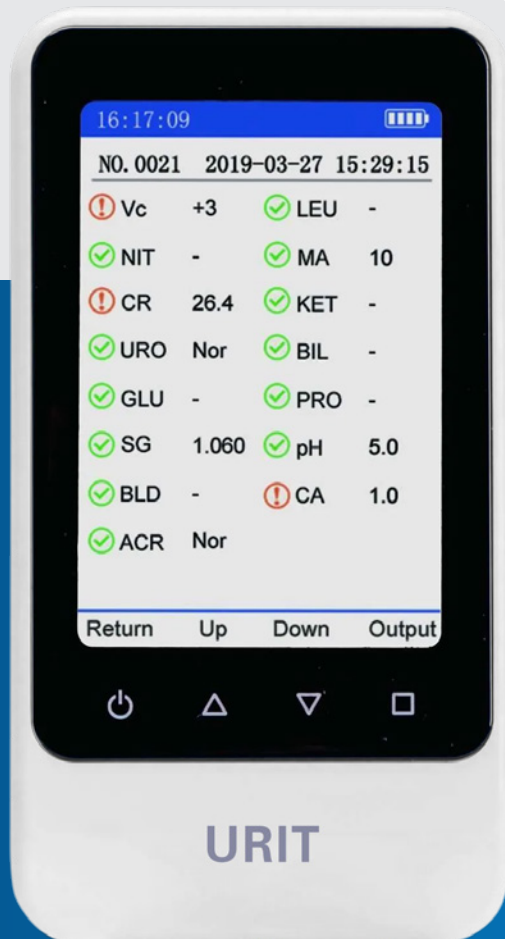 16:17:09
NO. 0021 2019-03-27 15:29:15
Vc +3 LEU -
NIT - MA 10
CR 26.4 KET -
URO Nor BIL -
GLU - PRO -
SG 1.060 pH 5.0
BLD - CA 1.0
ACR Nor
Return Up Down Output
URIT